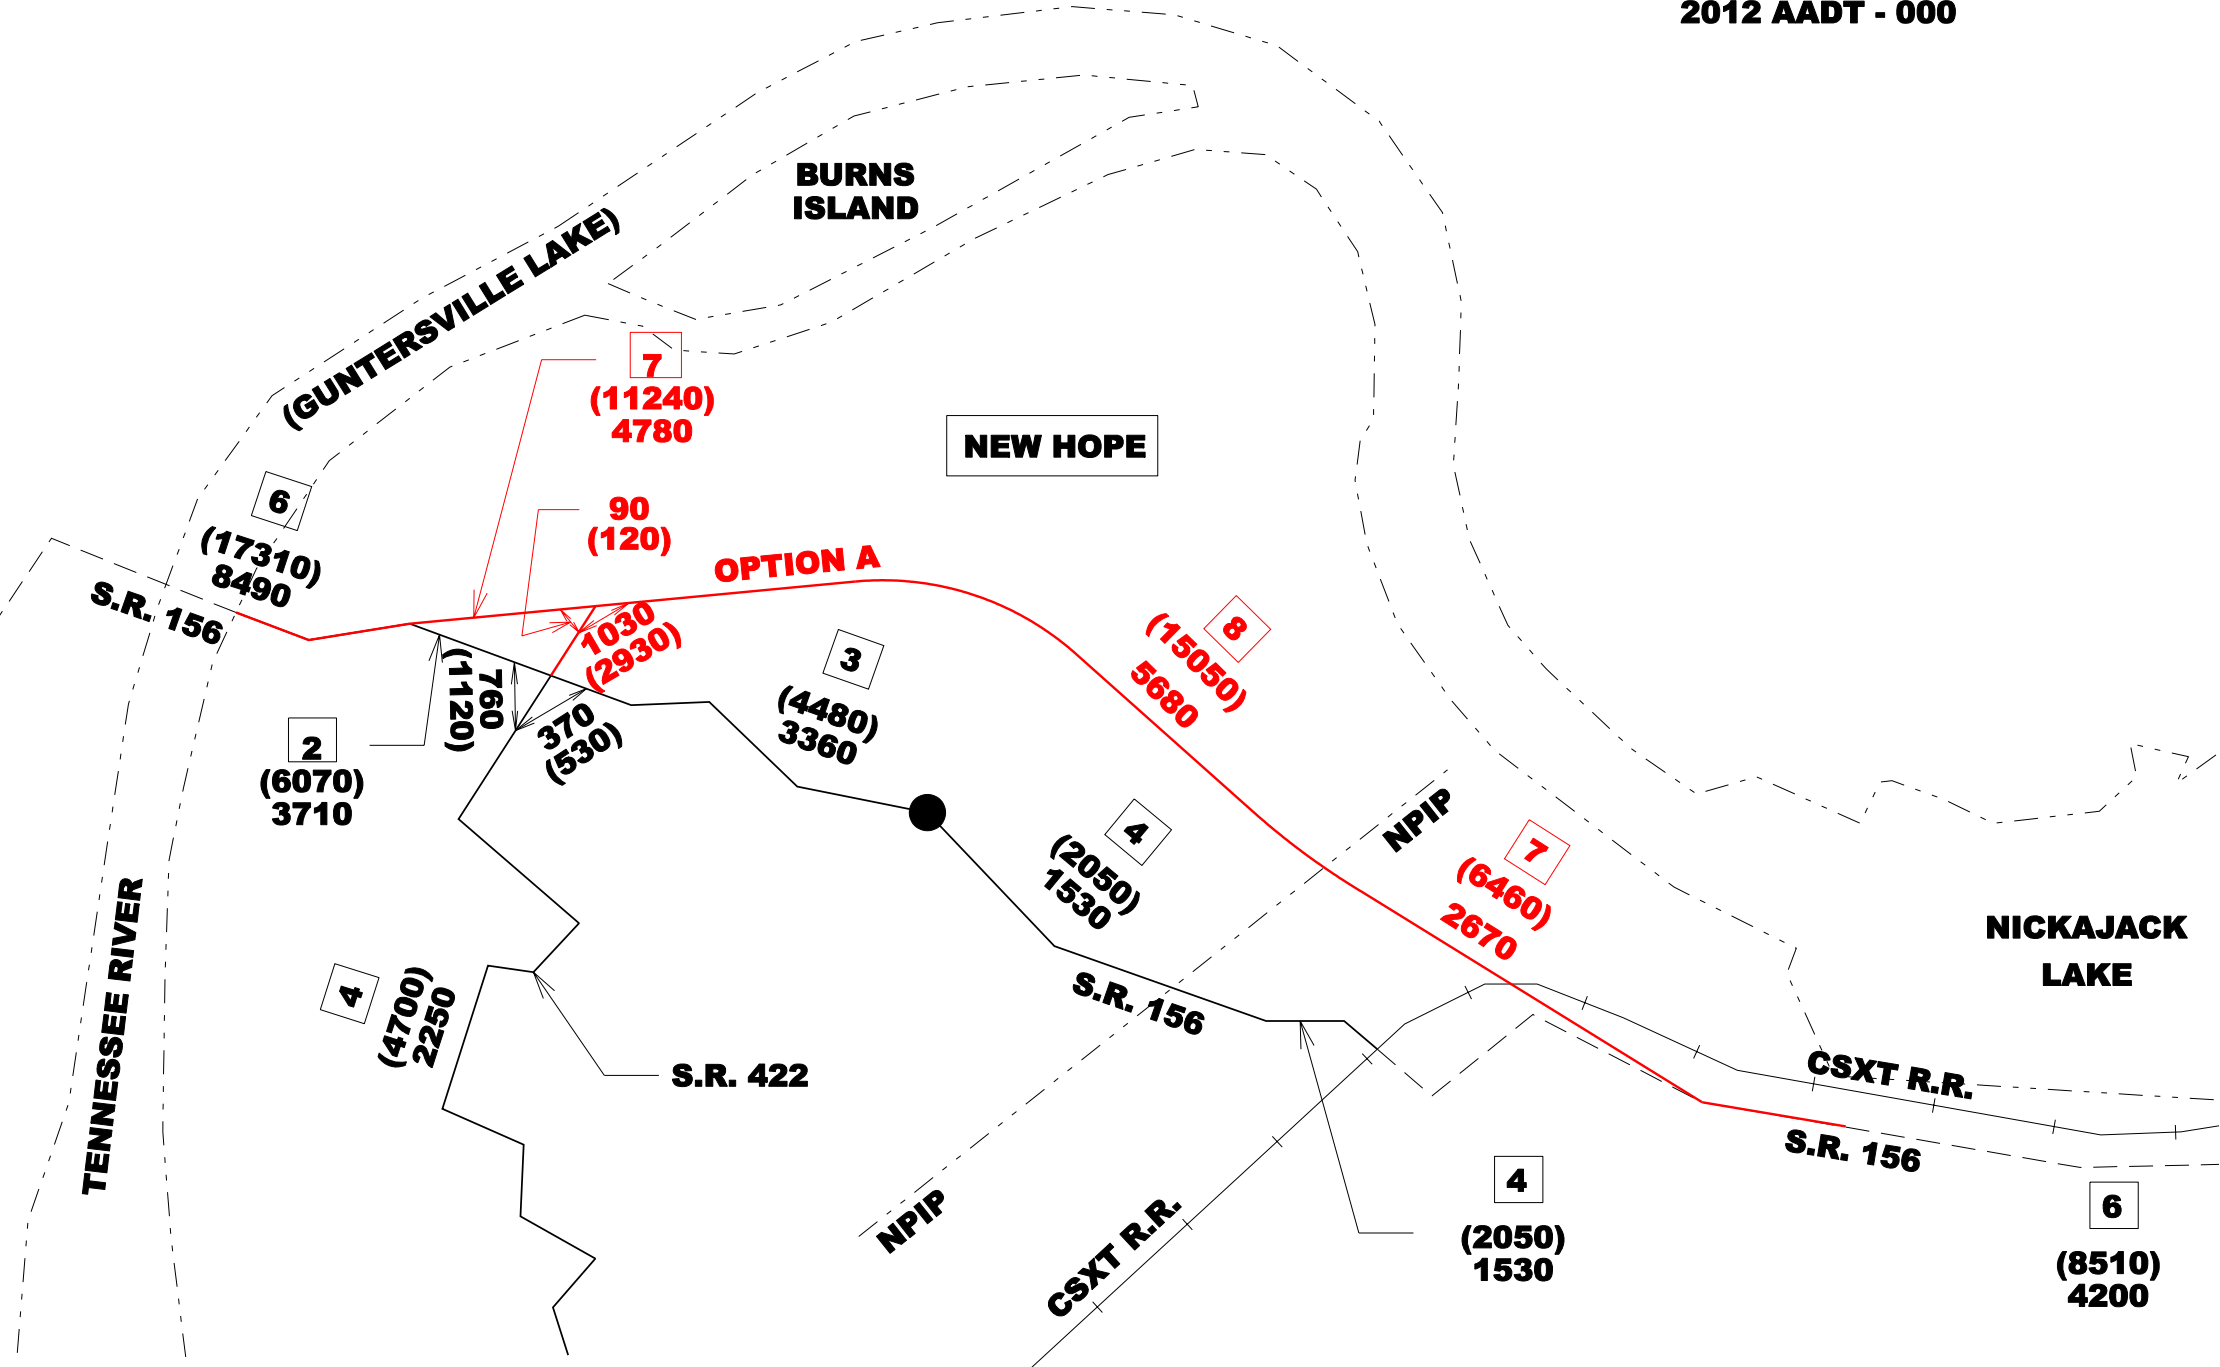 2012 AADT - 000
BURNS
ISLAND
(GUNTERSVILLE LAKE)
7
(11240)
4780
NEW HOPE
6
(17310)
8490
90
(120)
OPTION A
S.R. 156
1030
(2930)
8
(15050)
5680
3
(4480)
3360
760
(1120)
370
(530)
2
(6070)
3710
4
(2050)
1530
NPIP
7
(6460)
2670
NICKAJACK
LAKE
TENNESSEE RIVER
4
(4700)
2250
S.R. 156
S.R. 422
CSXT R.R.
S.R. 156
NPIP
CSXT R.R.
4
(2050)
1530
6
(8510)
4200